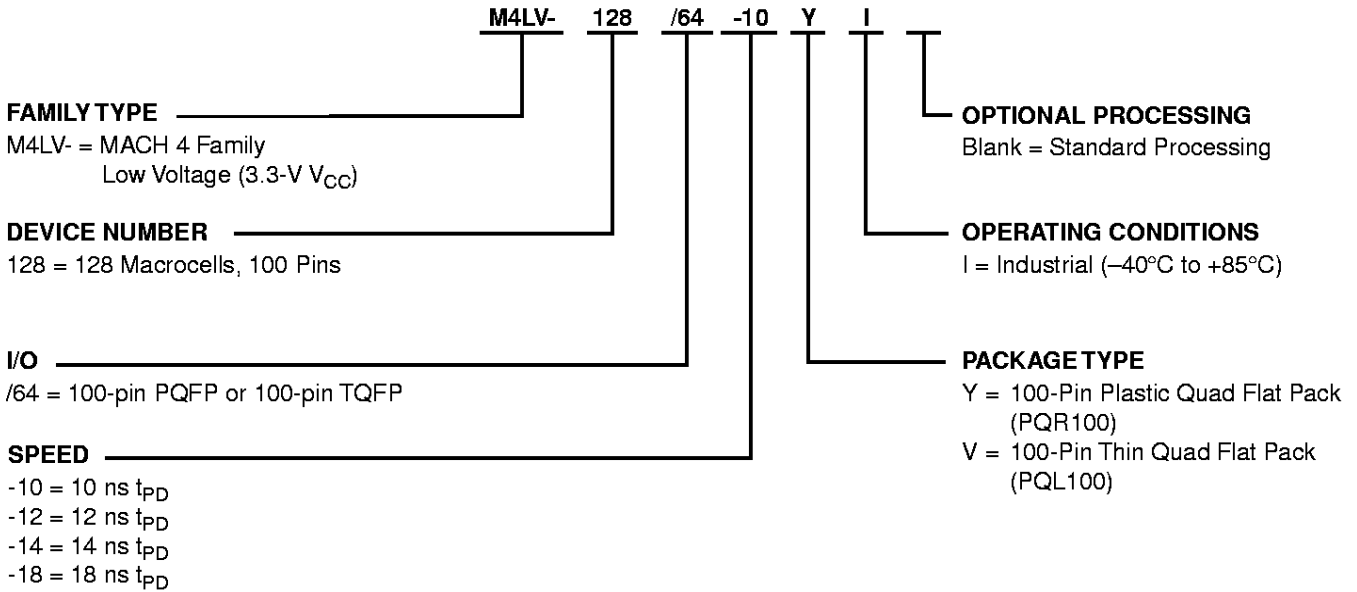 M4LV- 128 /64 -10 Y I
FAMILY TYPE
M4LV- = MACH 4 Family
Low Voltage (3.3-V VCC)
DEVICE NUMBER
128 = 128 Macrocells, 100 Pins
I/O
/64 = 100-pin PQFP or 100-pin TQFP
SPEED
-10 = 10 ns tPD
-12 = 12 ns tPD
-14 = 14 ns tPD
-18 = 18 ns tPD
OPTIONAL PROCESSING
Blank = Standard Processing
OPERATING CONDITIONS
I = Industrial (–40°C to +85°C)
PACKAGE TYPE
Y = 100-Pin Plastic Quad Flat Pack
(PQR100)
V = 100-Pin Thin Quad Flat Pack
(PQL100)